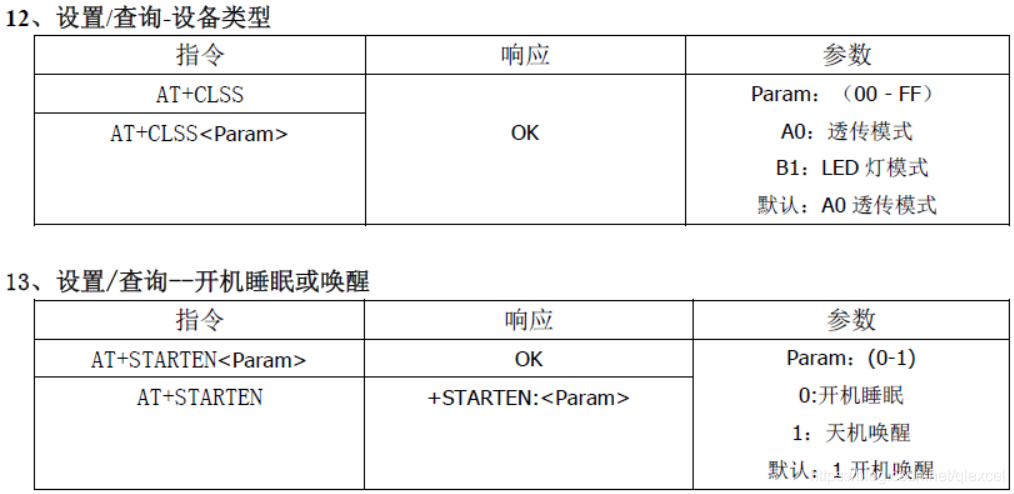 12、设置/查询-设备类型
指令 响应 参数
AT+CLSS
AT+CLSS<Param>
OK
Param：（00 - FF）
A0：透传模式
B1：LED 灯模式
默认：A0 透传模式
13、设置/查询--开机睡眠或唤醒
指令 响应 参数
AT+STARTEN<Param> OK
AT+STARTEN +STARTEN:<Param>
Param：(0-1)
0:开机睡眠
1：天机唤醒
默认：1 开机唤醒